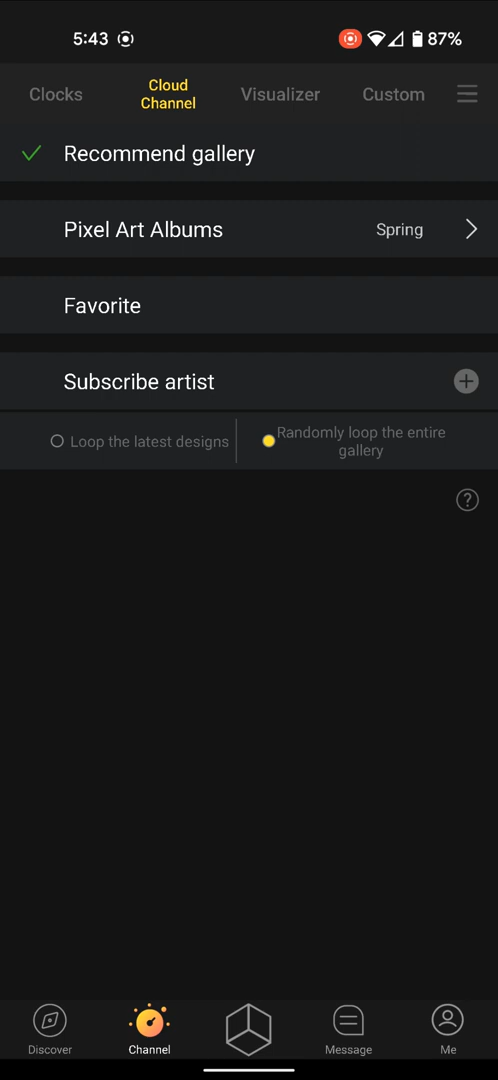 5:43
87%
Clocks
Cloud
Channel
Visualizer
Custom
Recommend gallery
Pixel Art Albums
Spring
Favorite
Subscribe artist
Loop the latest designs
Randomly loop the entire
gallery
?
Discover
Channel
Message
Me